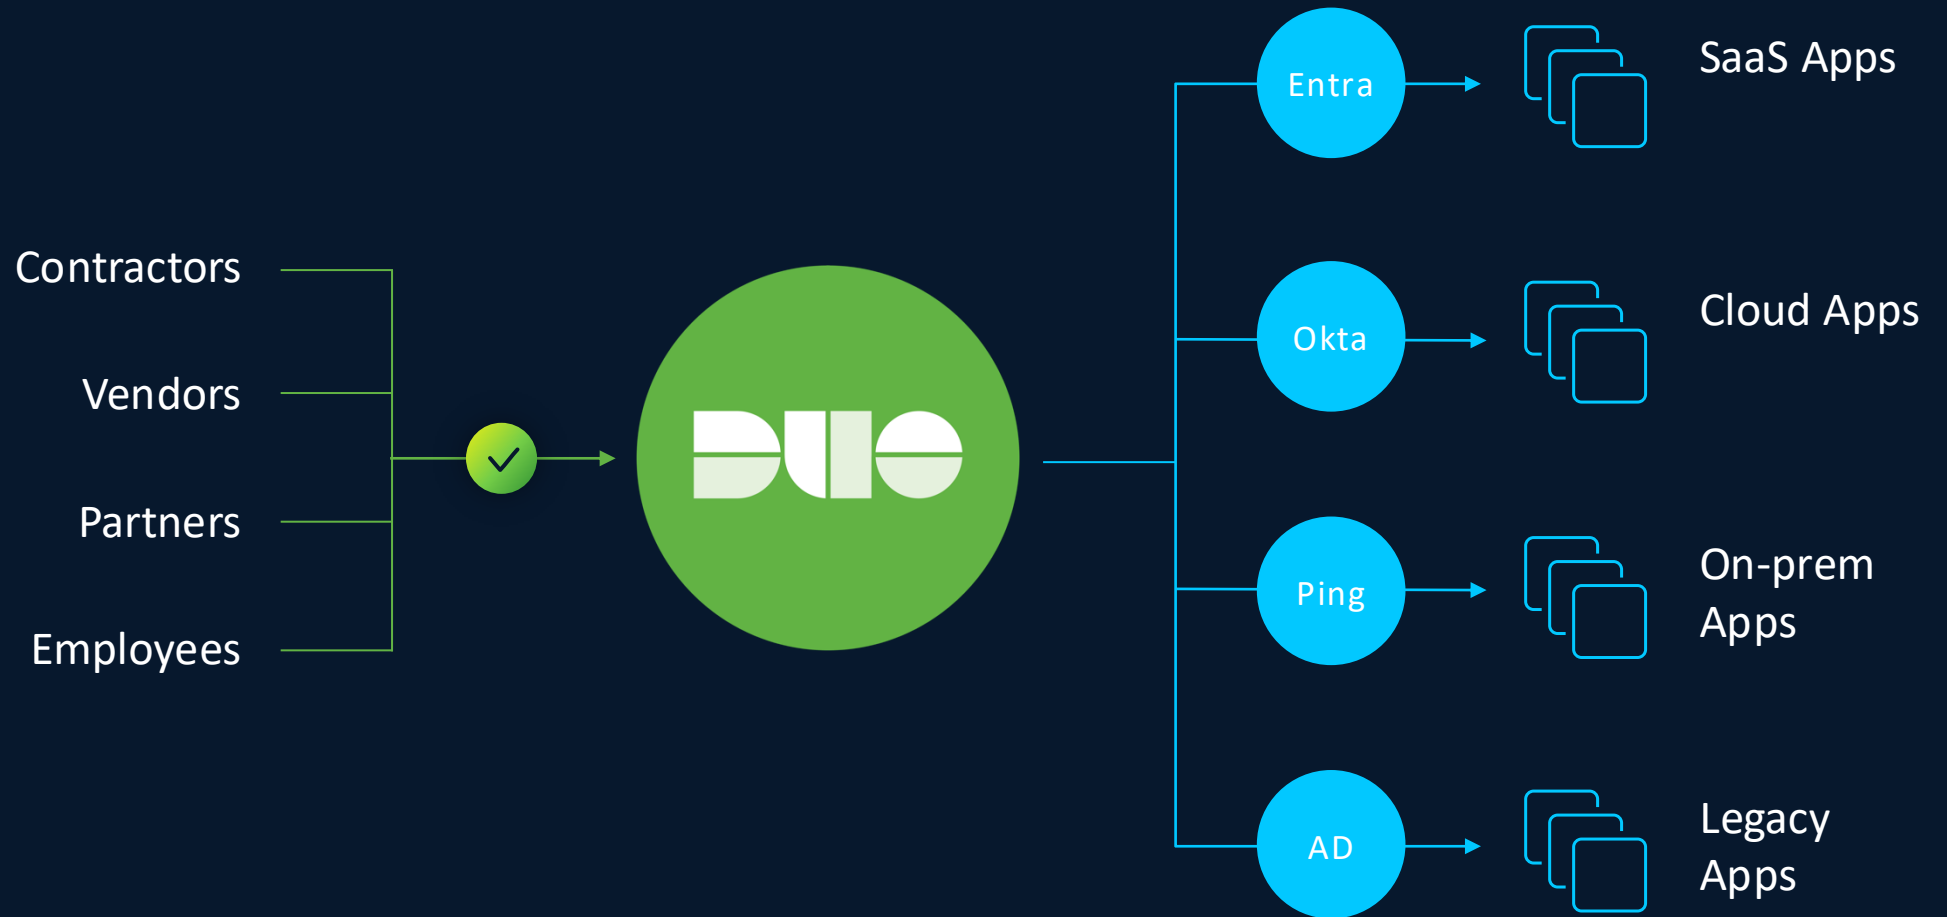 Contractors
Vendors
Partners
Employees
DUO
Entra
SaaS Apps
Okta
Cloud Apps
Ping
On-prem
Apps
AD
Legacy
Apps